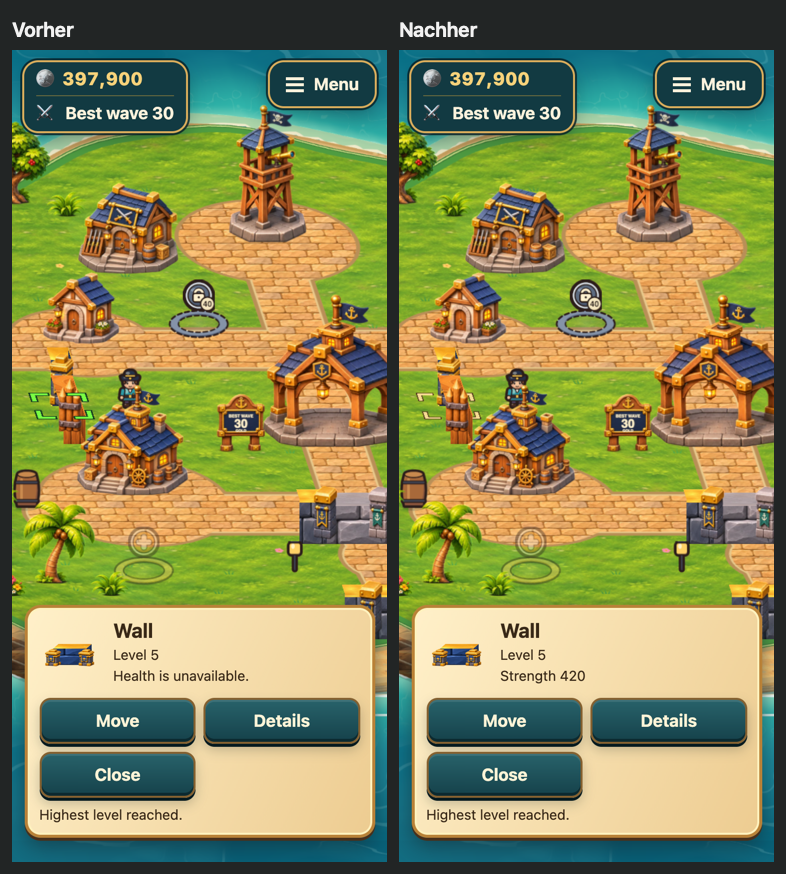 Vorher
397,900
Best wave 30
Menu
40
BEST WAVE
30
Wall
Level 5
Health is unavailable.
Move
Details
Close
Highest level reached.
Nachher
397,900
Best wave 30
Menu
40
BEST WAVE
30
Wall
Level 5
Strength 420
Move
Details
Close
Highest level reached.